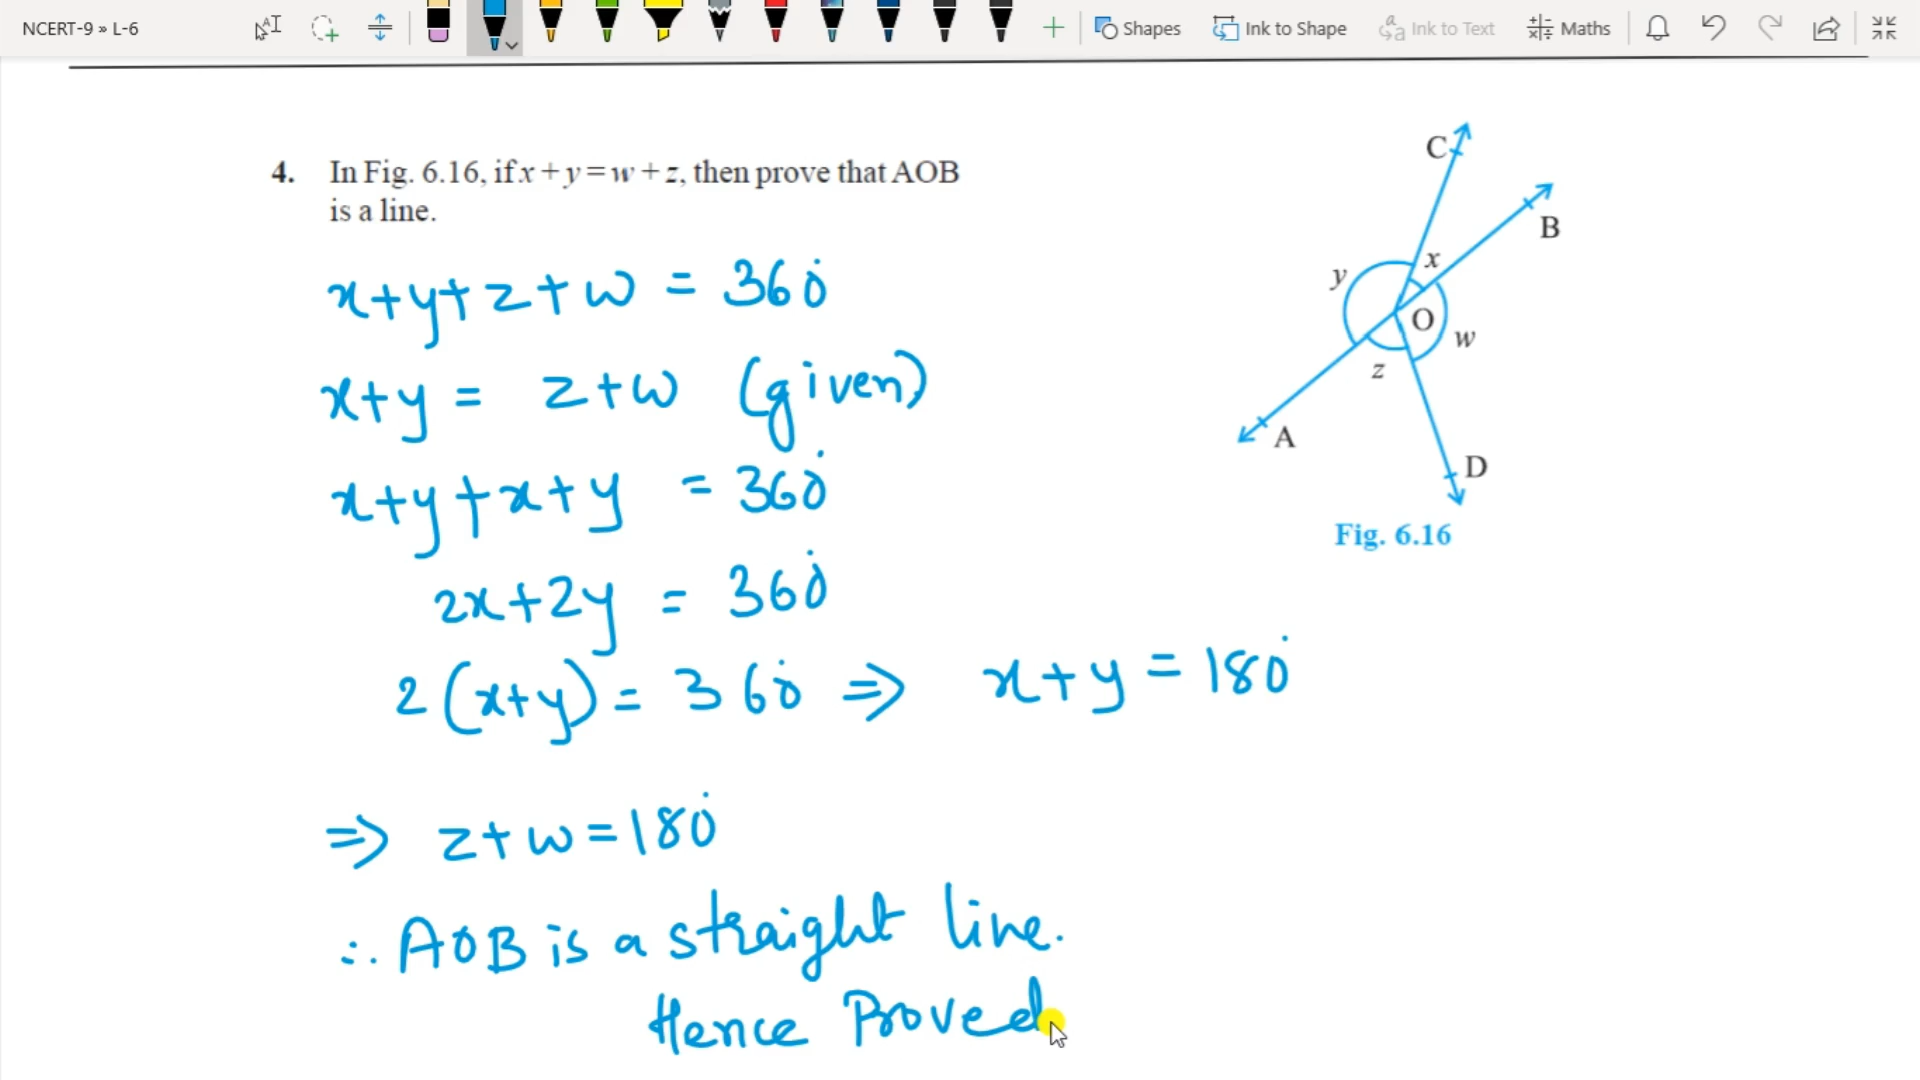 NCERT-9 » L-6
Shapes
Ink to Shape
Ink to Text
Maths
4. In Fig. 6.16, if x + y = w + z, then prove that AOB
is a line.
x+y+z+w = 360°
x+y = z+w (given)
x+y+x+y = 360°
2x+2y = 360°
2(x+y) = 360° ⇒ x+y = 180°
⇒ z+w = 180°
∴ AOB is a straight line.
Hence Proved
C
B
x
y
O
w
z
A
D
Fig. 6.16